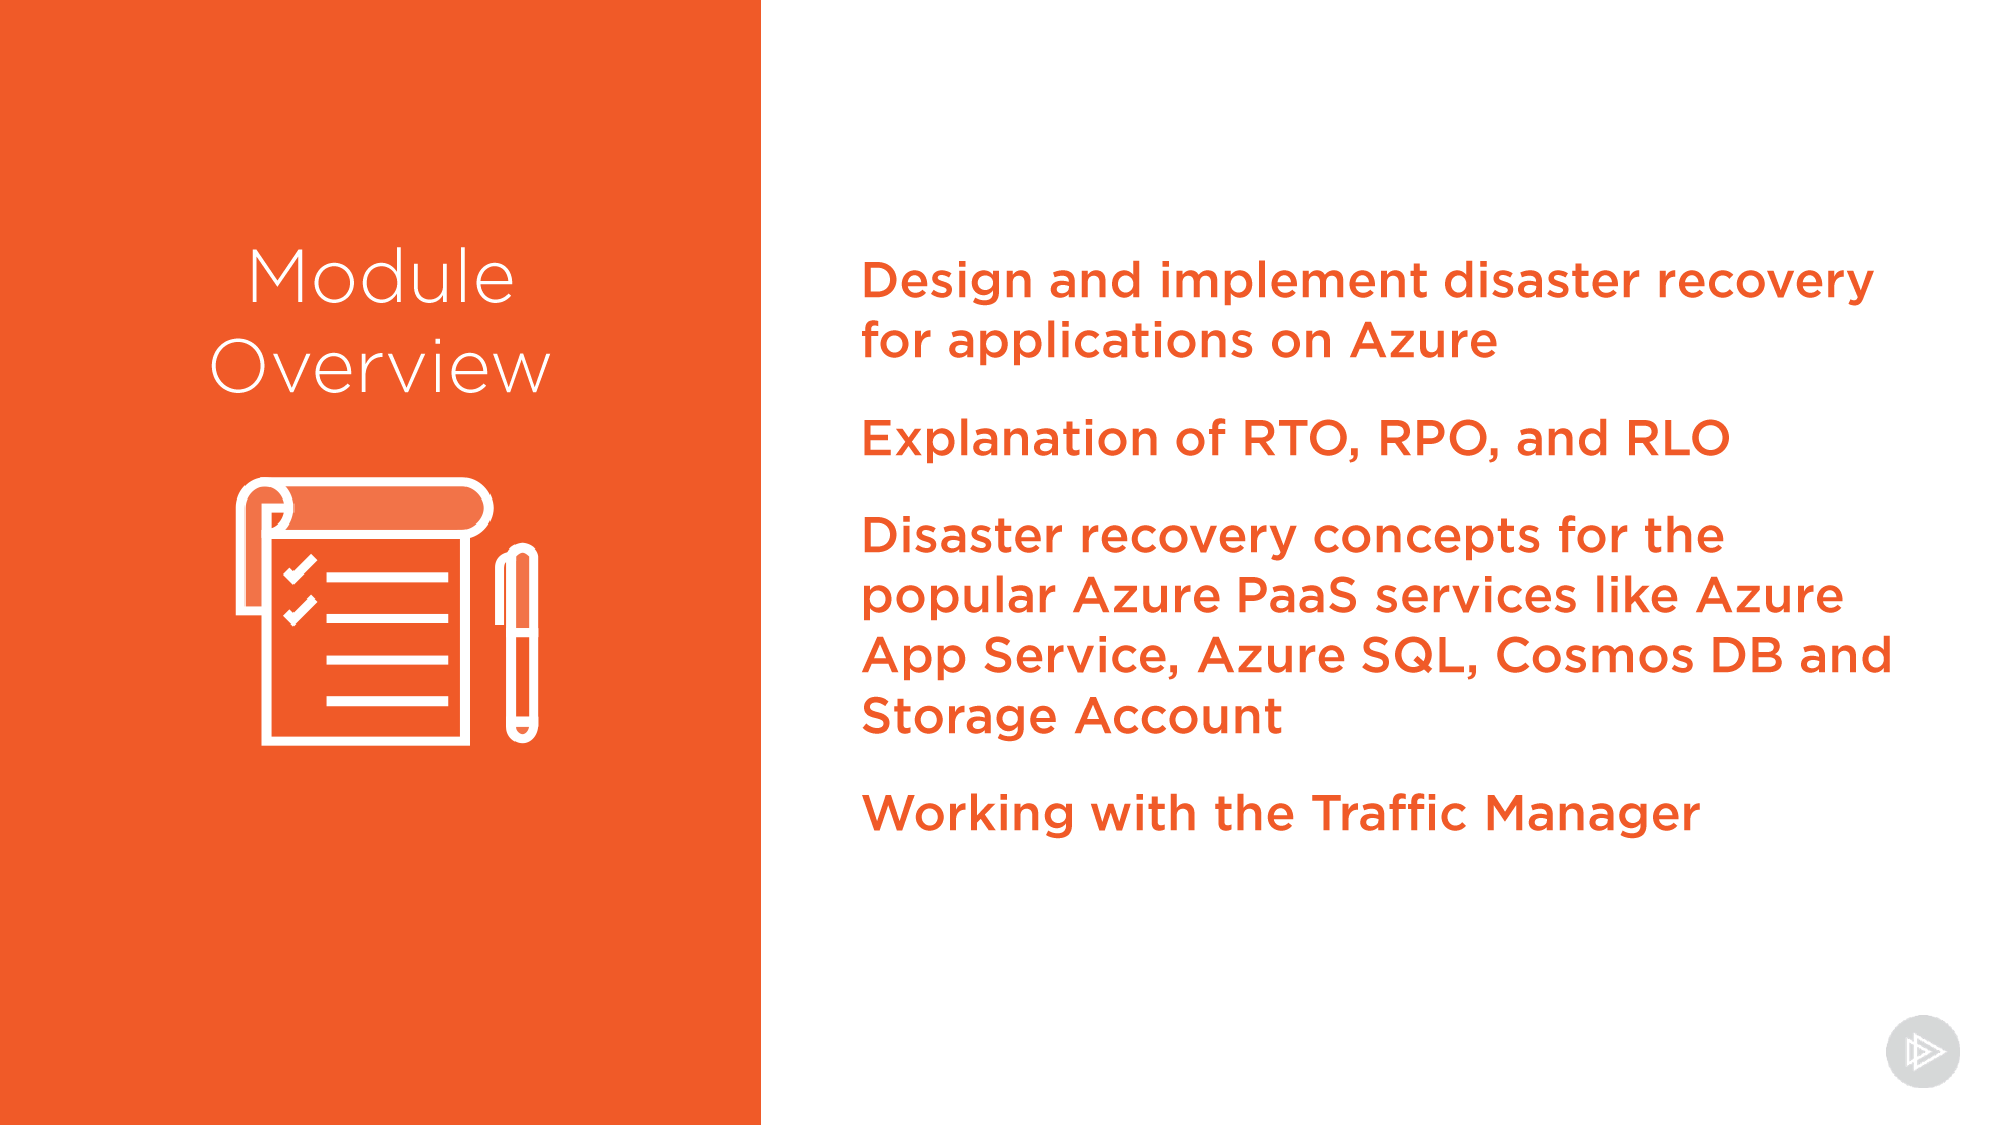 Module
Overview
Design and implement disaster recovery
for applications on Azure
Explanation of RTO, RPO, and RLO
Disaster recovery concepts for the
popular Azure PaaS services like Azure
App Service, Azure SQL, Cosmos DB and
Storage Account
Working with the Traffic Manager